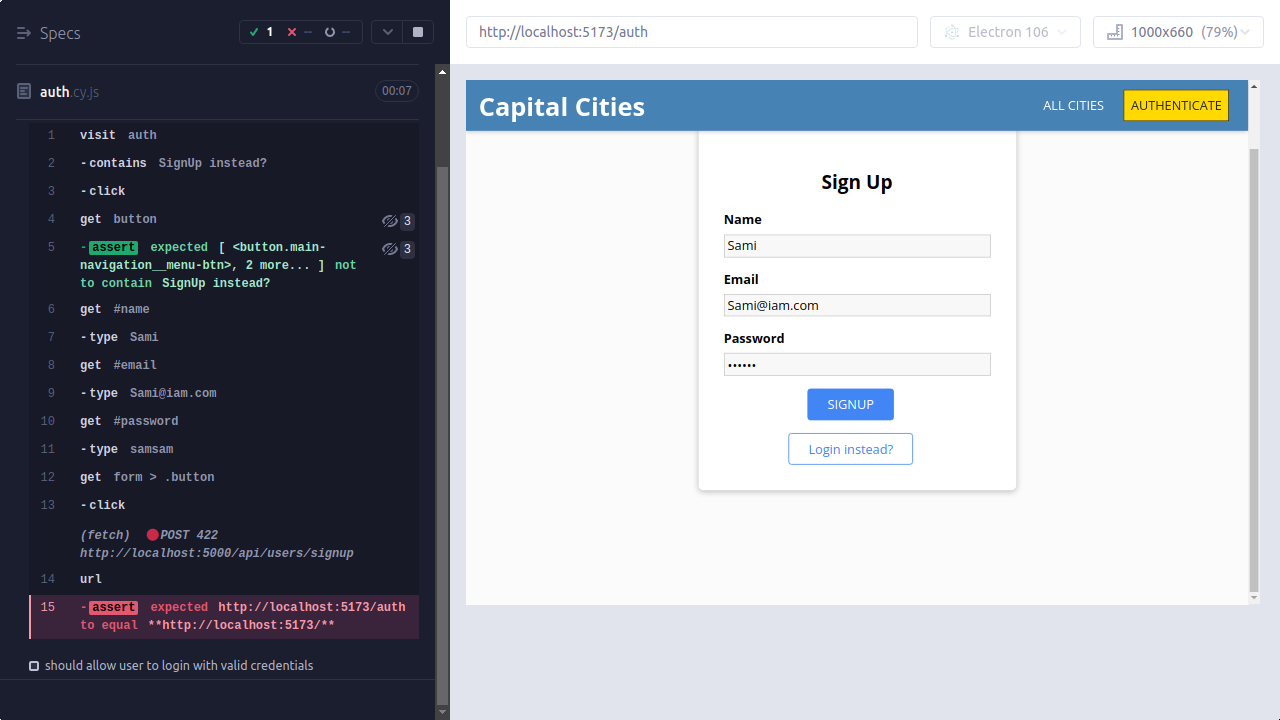 Specs
1
--
--
auth.cy.js
00:07
1 visit auth
2 -contains SignUp instead?
3 -click
4 get button 3
5 -assert expected [ <button.main-
navigation__menu-btn>, 2 more... ] not
to contain SignUp instead?
3
6 get #name
7 -type Sami
8 get #email
9 -type Sami@iam.com
10 get #password
11 -type samsam
12 get form > .button
13 -click
(fetch) POST 422
http://localhost:5000/api/users/signup
14 url
15 -assert expected http://localhost:5173/auth
to equal **http://localhost:5173/**
should allow user to login with valid credentials
http://localhost:5173/auth
Electron 106
1000x660 (79%)
Capital Cities
ALL CITIES
AUTHENTICATE
Sign Up
Name
Sami
Email
Sami@iam.com
Password
••••••
SIGNUP
Login instead?